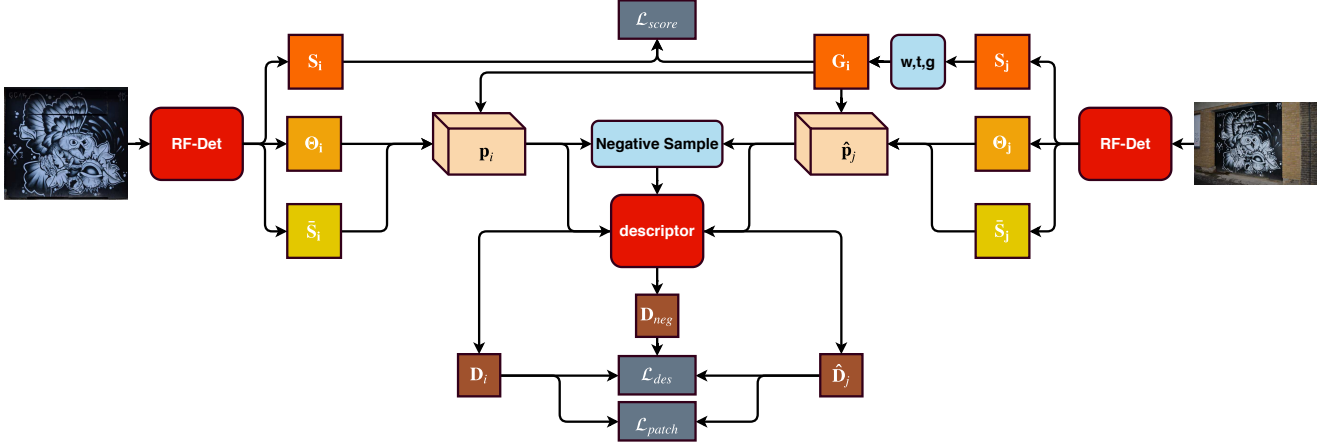 𝓛_score
S_i
G_i
w,t,g
S_j
RF-Det
Θ_i
p_i
Negative Sample
p̂_j
Θ_j
RF-Det
S̄_i
descriptor
S̄_j
D_neg
D_i
𝓛_des
D̂_j
𝓛_patch